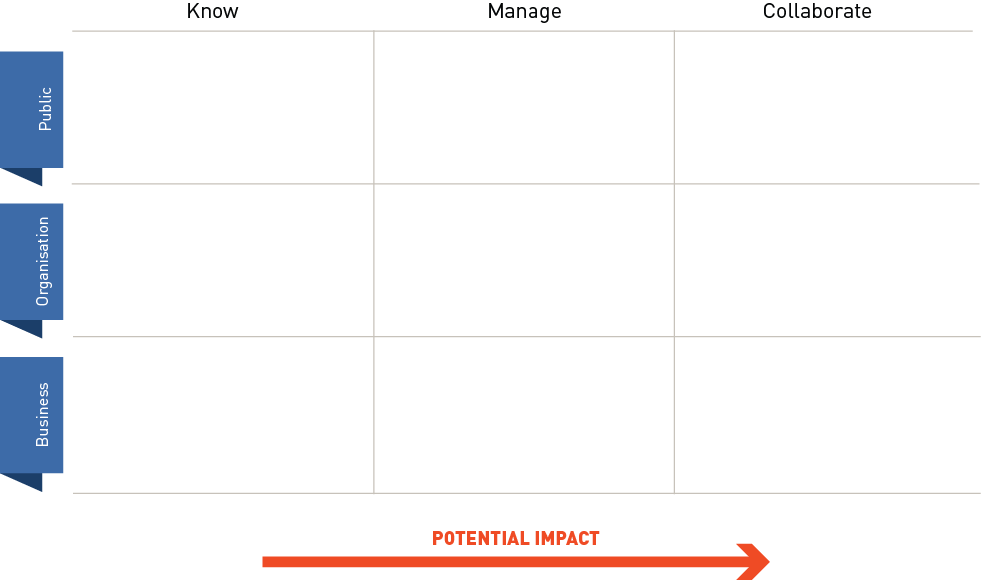 Know
Manage
Collaborate
Public
Organisation
Business
POTENTIAL IMPACT